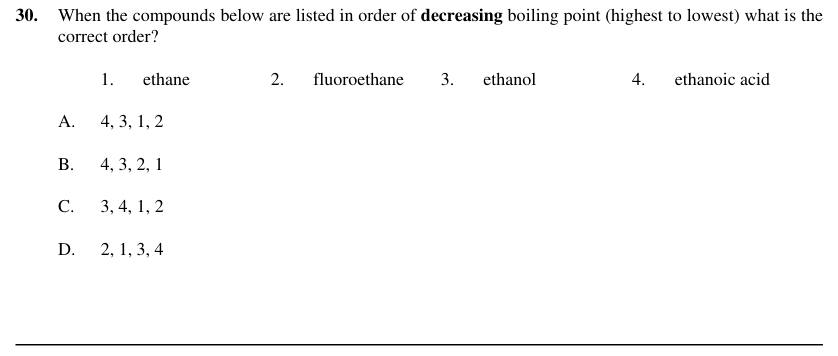 30. When the compounds below are listed in order of decreasing boiling point (highest to lowest) what is the
correct order?
1. ethane 2. fluoroethane 3. ethanol 4. ethanoic acid
A. 4, 3, 1, 2
B. 4, 3, 2, 1
C. 3, 4, 1, 2
D. 2, 1, 3, 4